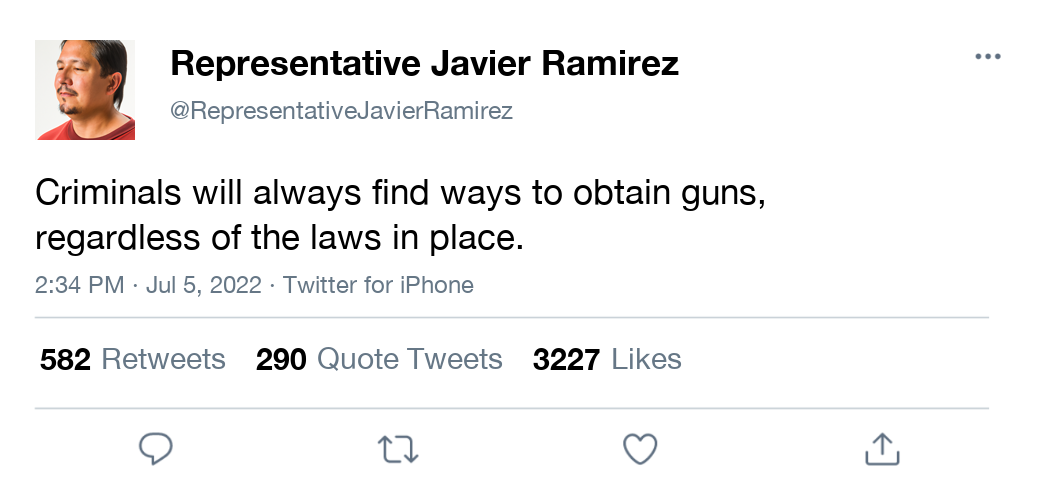 Representative Javier Ramirez
@RepresentativeJavierRamirez
Criminals will always find ways to obtain guns,
regardless of the laws in place.
2:34 PM · Jul 5, 2022 · Twitter for iPhone
582 Retweets 290 Quote Tweets 3227 Likes